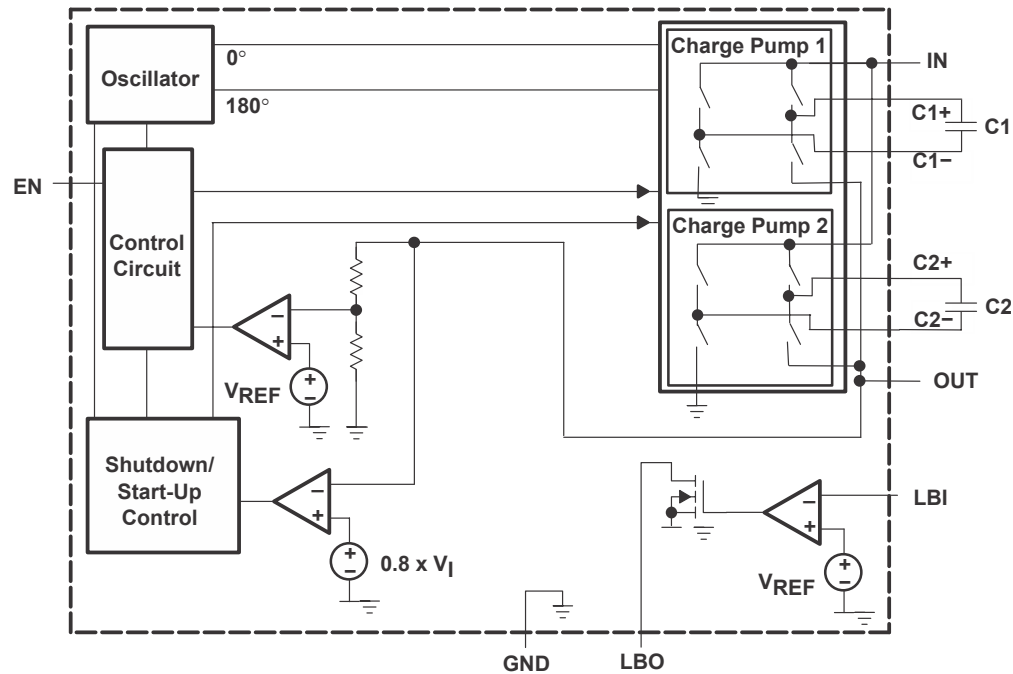 Oscillator
0°
180°
Charge Pump 1
IN
C1+
C1
C1−
EN
Control
Circuit
Charge Pump 2
C2+
C2
C2−
−
+
VREF
+
−
OUT
Shutdown/
Start-Up
Control
−
+
+
−
0.8 x VI
LBI
−
+
VREF
+
−
GND
LBO